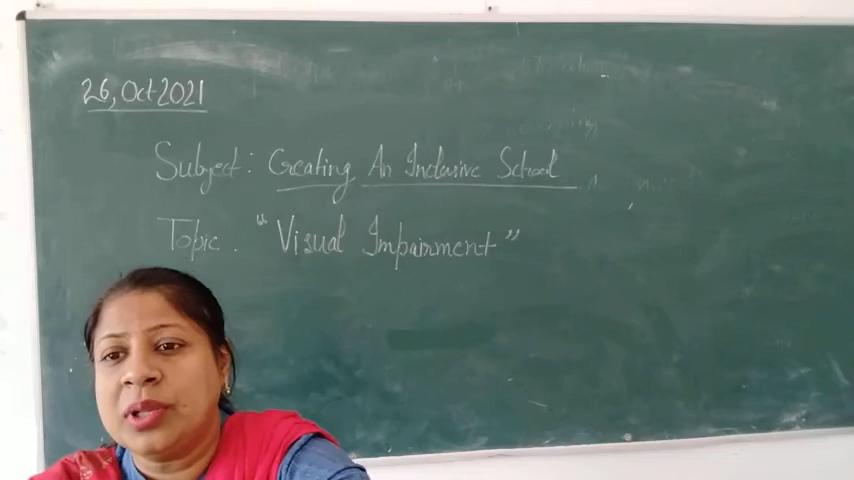 26, Oct 2021
Subject: Creating An Inclusive School
Topic. "Visual Impairment"